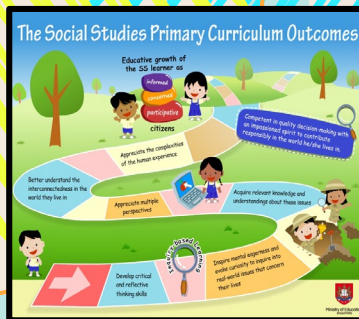 The Social Studies Primary Curriculum Outcomes
Educative growth of
the SS learner as
informed
concerned
participative
citizens
Competent in quality decision making with
an impassioned spirit to contribute
responsibly in the world he/she lives in.
Appreciate the complexities
of the human experience
Better understand the
interconnectedness in the
world they live in
Appreciate multiple
perspectives
Acquire relevant knowledge and
understandings about these issues
Inquiry based learning
Inspire mental eagerness and
evoke curiosity to inquire into
real-world issues that concern
their lives
Develop critical
and reflective
thinking skills
Ministry of Education